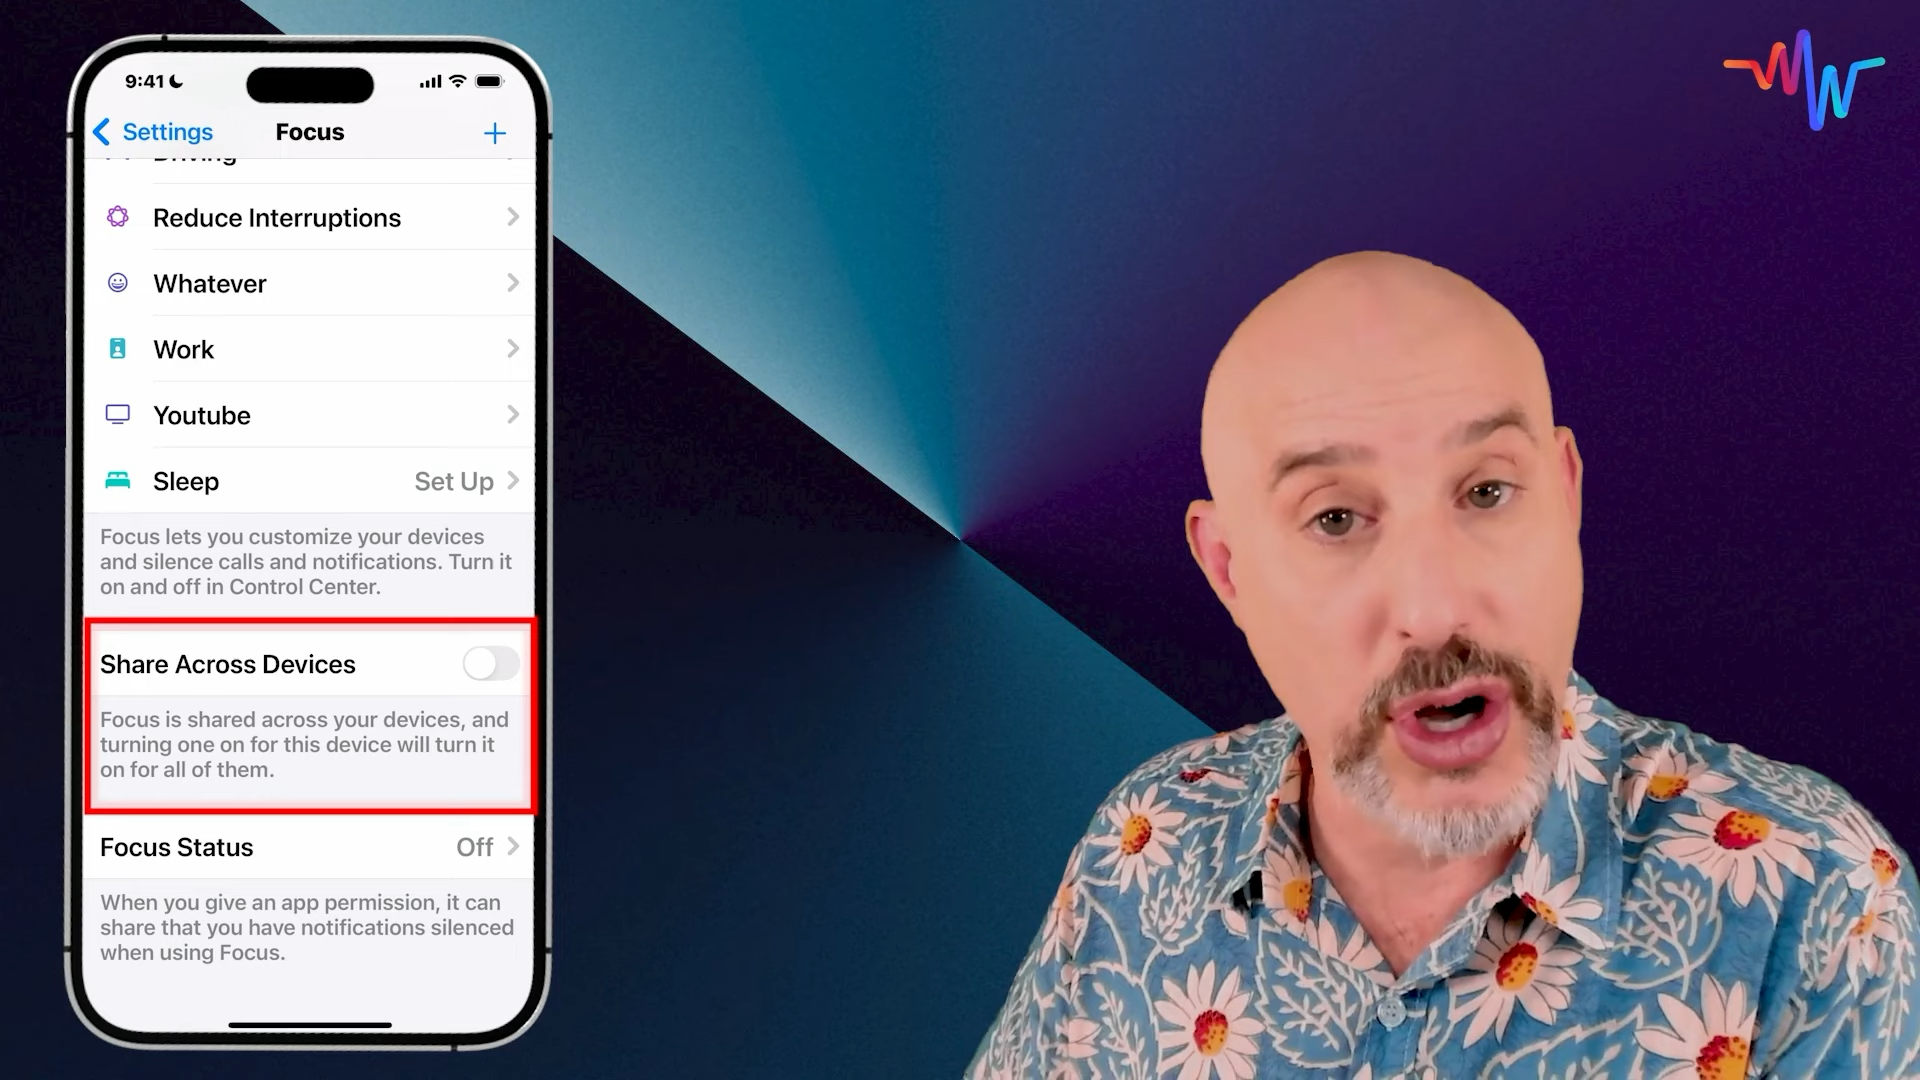 9:41
Settings
Focus
Driving
Reduce Interruptions
Whatever
Work
Youtube
Sleep Set Up
Focus lets you customize your devices
and silence calls and notifications. Turn it
on and off in Control Center.
Share Across Devices
Focus is shared across your devices, and
turning one on for this device will turn it
on for all of them.
Focus Status Off
When you give an app permission, it can
share that you have notifications silenced
when using Focus.